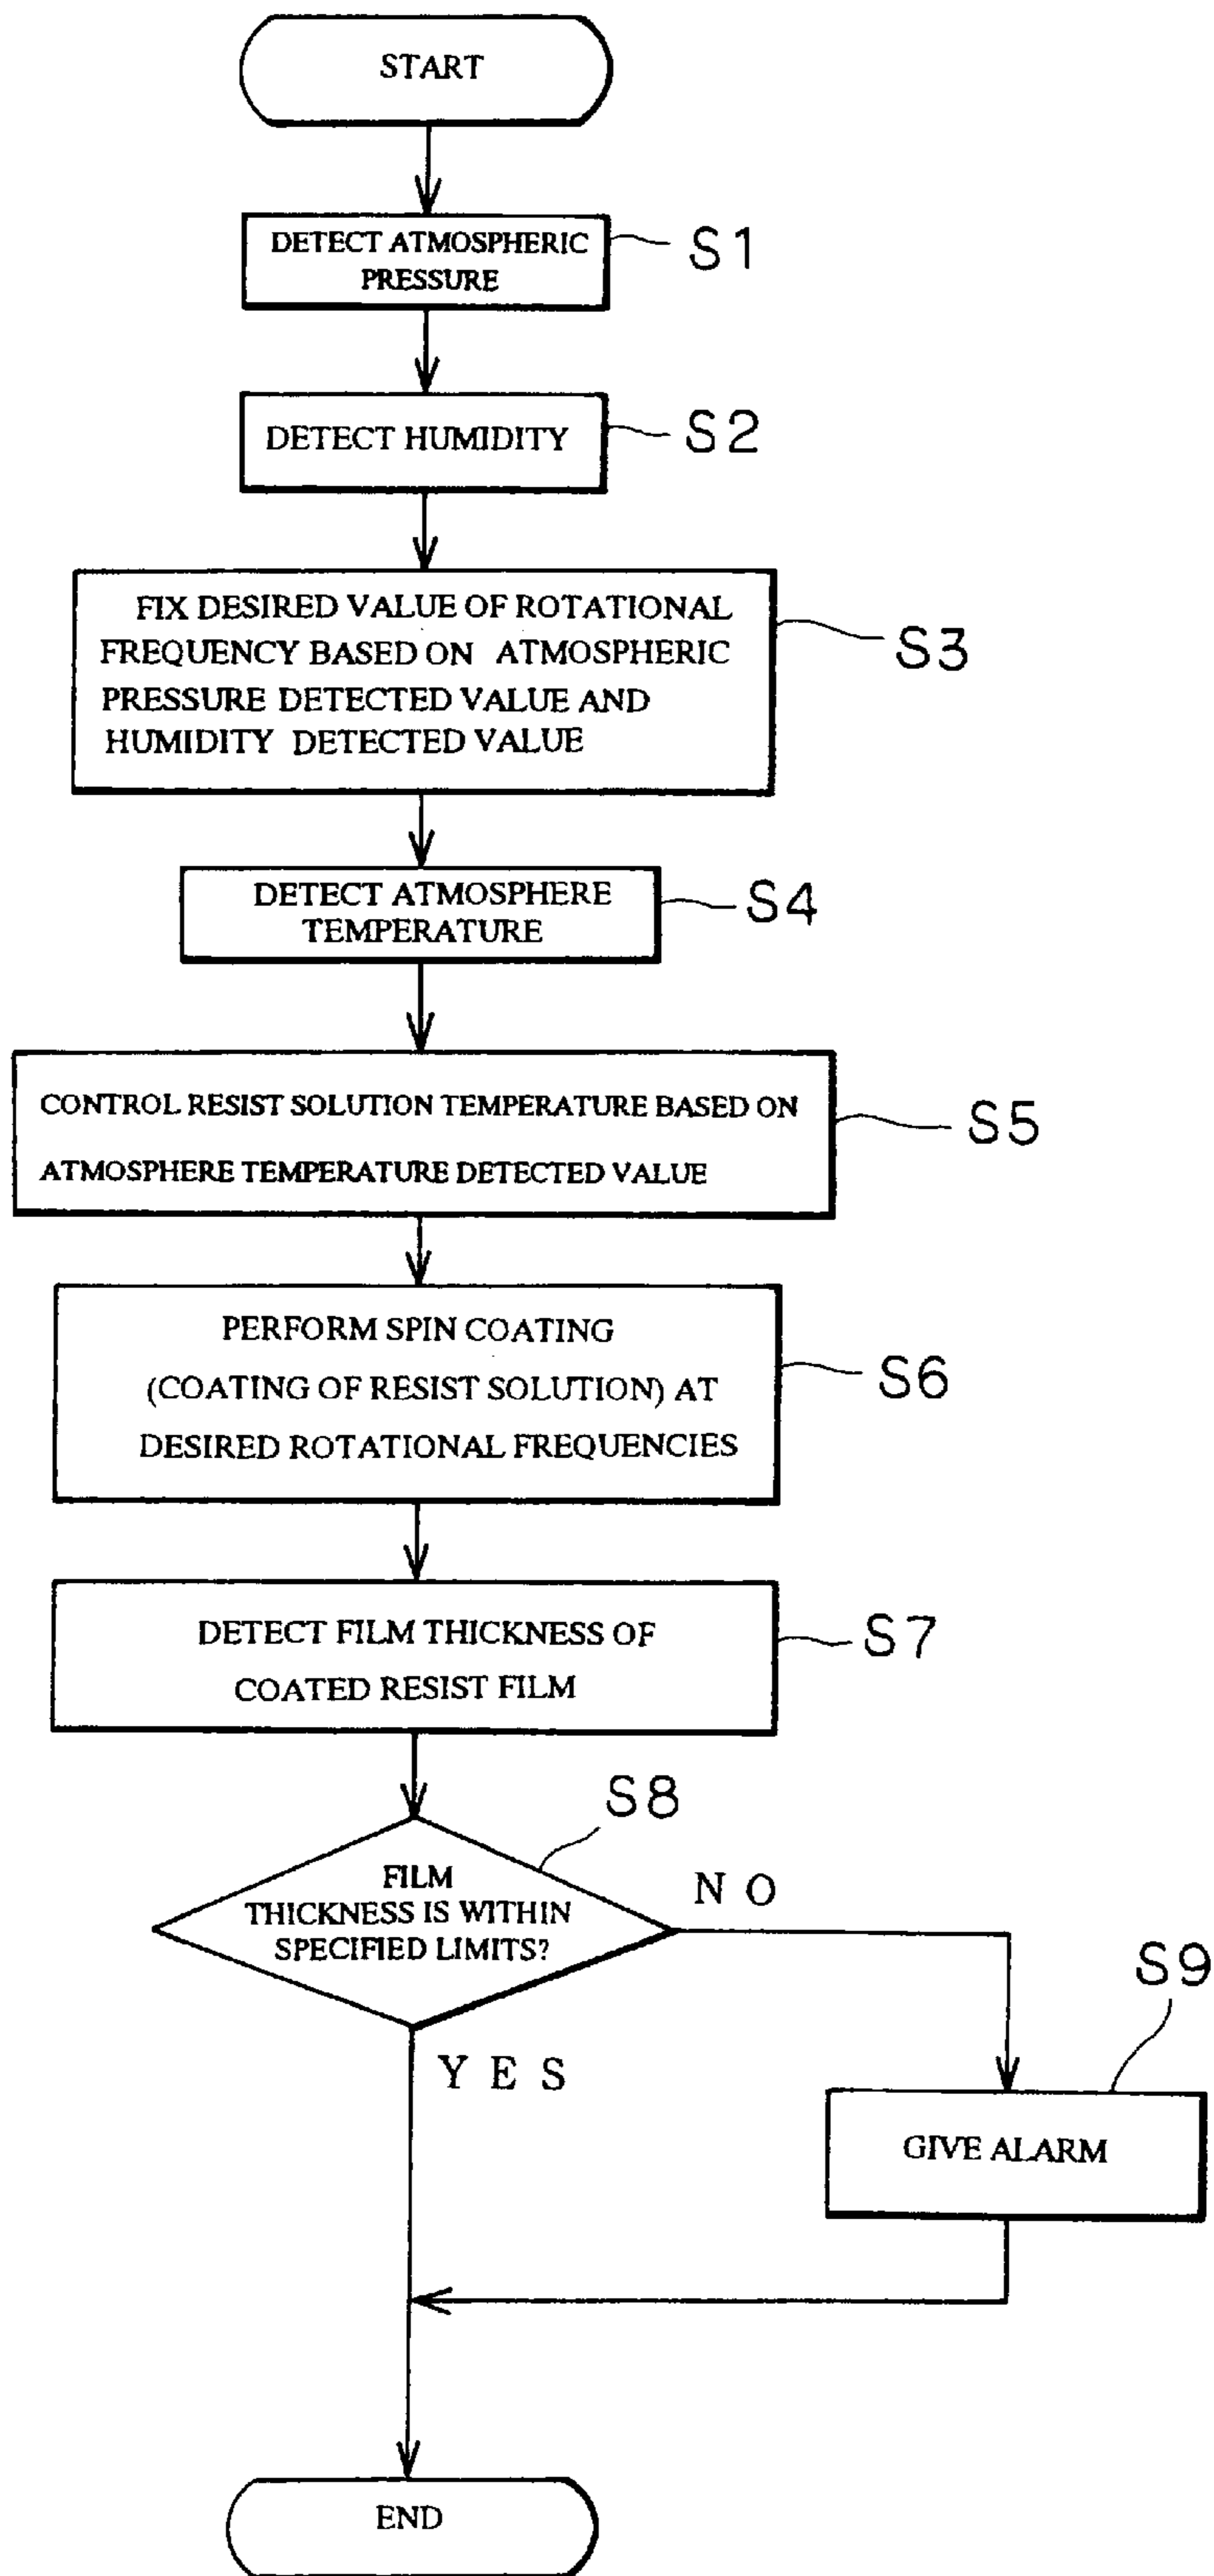 START
DETECT ATMOSPHERIC
PRESSURE
S1
DETECT HUMIDITY
S2
FIX DESIRED VALUE OF ROTATIONAL
FREQUENCY BASED ON ATMOSPHERIC
PRESSURE DETECTED VALUE AND
HUMIDITY DETECTED VALUE
S3
DETECT ATMOSPHERE
TEMPERATURE
S4
CONTROL RESIST SOLUTION TEMPERATURE BASED ON
ATMOSPHERE TEMPERATURE DETECTED VALUE
S5
PERFORM SPIN COATING
(COATING OF RESIST SOLUTION) AT
DESIRED ROTATIONAL FREQUENCIES
S6
DETECT FILM THICKNESS OF
COATED RESIST FILM
S7
S8
FILM
THICKNESS IS WITHIN
SPECIFIED LIMITS?
NO
YES
S9
GIVE ALARM
END